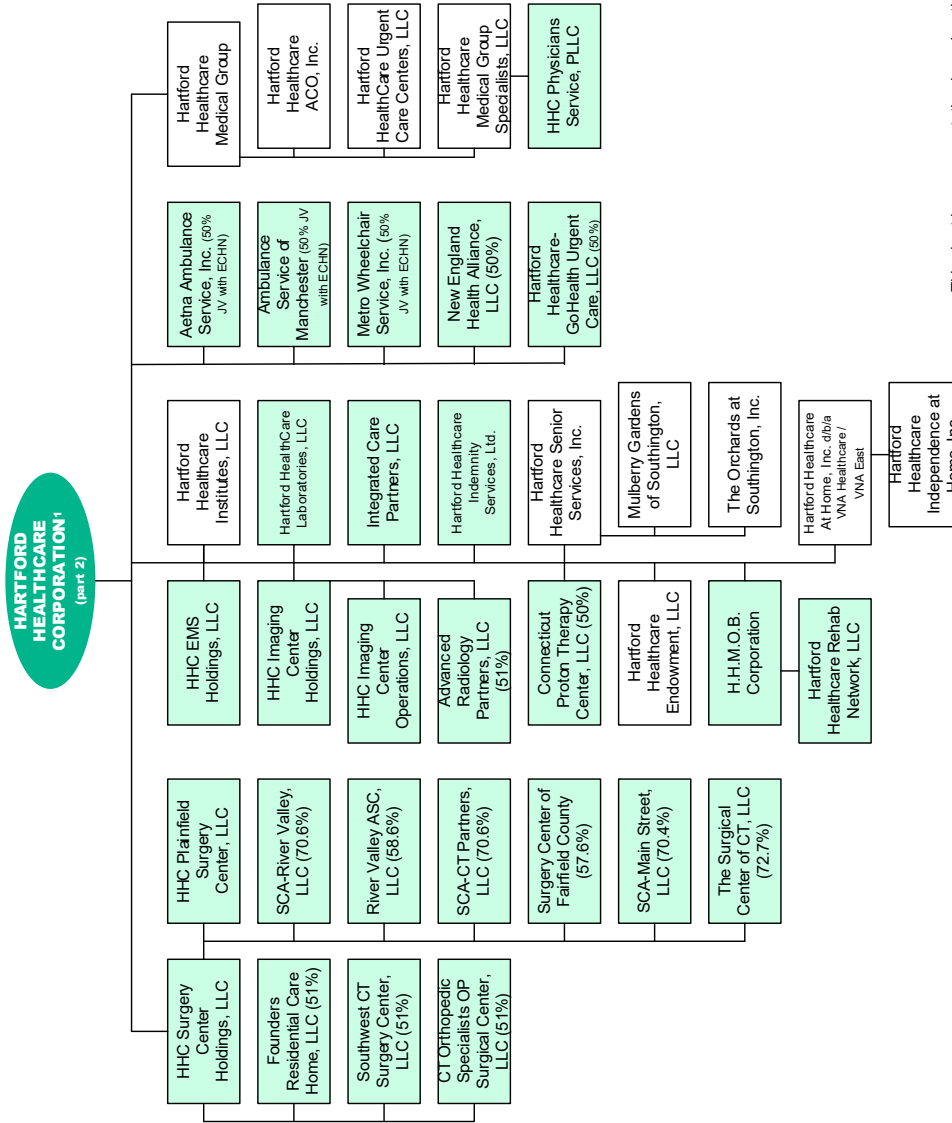 HARTFORD
HEALTHCARE
CORPORATION¹
(part 2)
HHC Surgery
Center
Holdings, LLC
Founders
Residential Care
Home, LLC (51%)
Southwest CT
Surgery Center,
LLC (51%)
CT Orthopedic
Specialists OP
Surgical Center,
LLC (51%)
HHC Plainfield
Surgery
Center, LLC
SCA-River Valley,
LLC (70.6%)
River Valley ASC,
LLC (58.6%)
SCA-CT Partners,
LLC (70.6%)
Surgery Center of
Fairfield County
(57.6%)
SCA-Main Street,
LLC (70.4%)
The Surgical
Center of CT, LLC
(72.7%)
HHC EMS
Holdings, LLC
HHC Imaging
Center
Holdings, LLC
HHC Imaging
Center
Operations, LLC
Advanced
Radiology
Partners, LLC
(51%)
Connecticut
Proton Therapy
Center, LLC (50%)
Hartford
Healthcare
Endowment, LLC
H.H.M.O.B.
Corporation
Hartford
Healthcare Rehab
Network, LLC
Hartford
Healthcare
Institutes, LLC
Hartford HealthCare
Laboratories, LLC
Integrated Care
Partners, LLC
Hartford Healthcare
Indemnity
Services, Ltd.
Hartford
Healthcare Senior
Services, Inc.
Mulberry Gardens
of Southington,
LLC
The Orchards at
Southington, Inc.
Hartford Healthcare
At Home, Inc. d/b/a
VNA Healthcare /
VNA East
Hartford
Healthcare
Independence at
Home, Inc.
Aetna Ambulance
Service, Inc. (50%
JV with ECHN)
Ambulance
Service of
Manchester (50% JV
with ECHN)
Metro Wheelchair
Service, Inc. (50%
JV with ECHN)
New England
Health Alliance,
LLC (50%)
Hartford
Healthcare-
GoHealth Urgent
Care, LLC (50%)
Hartford
Healthcare
Medical Group
Hartford
Healthcare
ACO, Inc.
Hartford
HealthCare Urgent
Care Centers, LLC
Hartford
Healthcare
Medical Group
Specialists, LLC
HHC Physicians
Service, PLLC